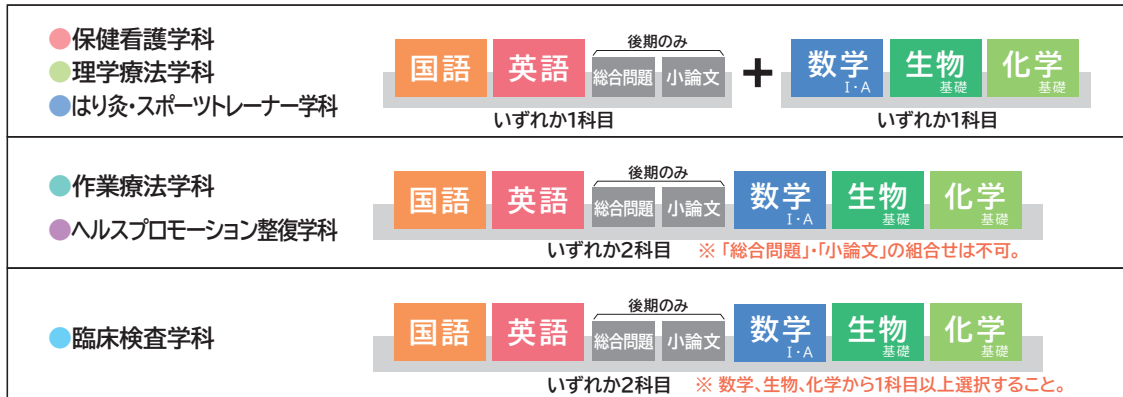 ●保健看護学科
●理学療法学科
●はり灸・スポーツトレーナー学科
後期のみ
国語 英語 総合問題 小論文 + 数学 I・A 生物 基礎 化学 基礎
いずれか1科目 いずれか1科目
●作業療法学科
●ヘルスプロモーション整復学科
後期のみ
国語 英語 総合問題 小論文 数学 I・A 生物 基礎 化学 基礎
いずれか2科目 ※「総合問題」・「小論文」の組合せは不可。
●臨床検査学科
後期のみ
国語 英語 総合問題 小論文 数学 I・A 生物 基礎 化学 基礎
いずれか2科目 ※ 数学、生物、化学から1科目以上選択すること。